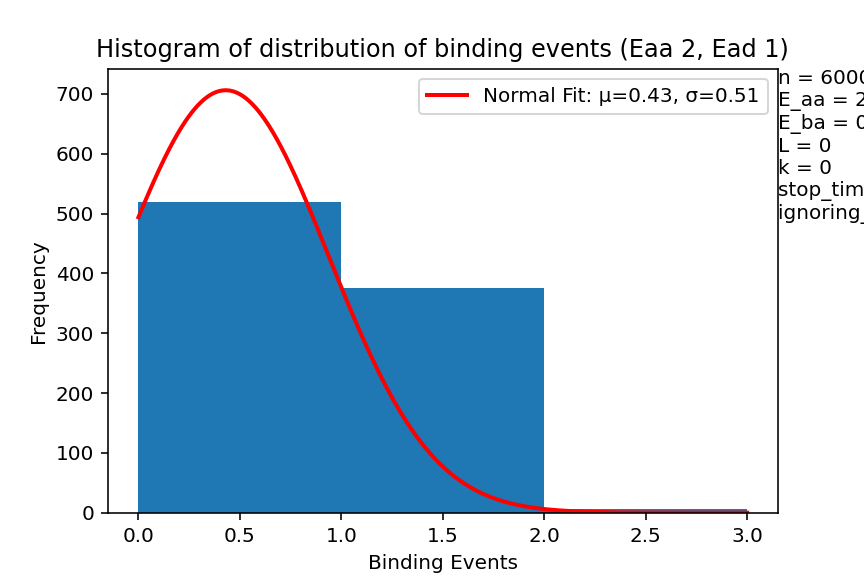 Histogram of distribution of binding events (Eaa 2, Ead 1)
Normal Fit: μ=0.43, σ=0.51
n = 6000
E_aa = 2
E_ba = 0
L = 0
k = 0
stop_tim
ignoring_
700
600
500
400
300
200
100
0
Frequency
0.0 0.5 1.0 1.5 2.0 2.5 3.0
Binding Events